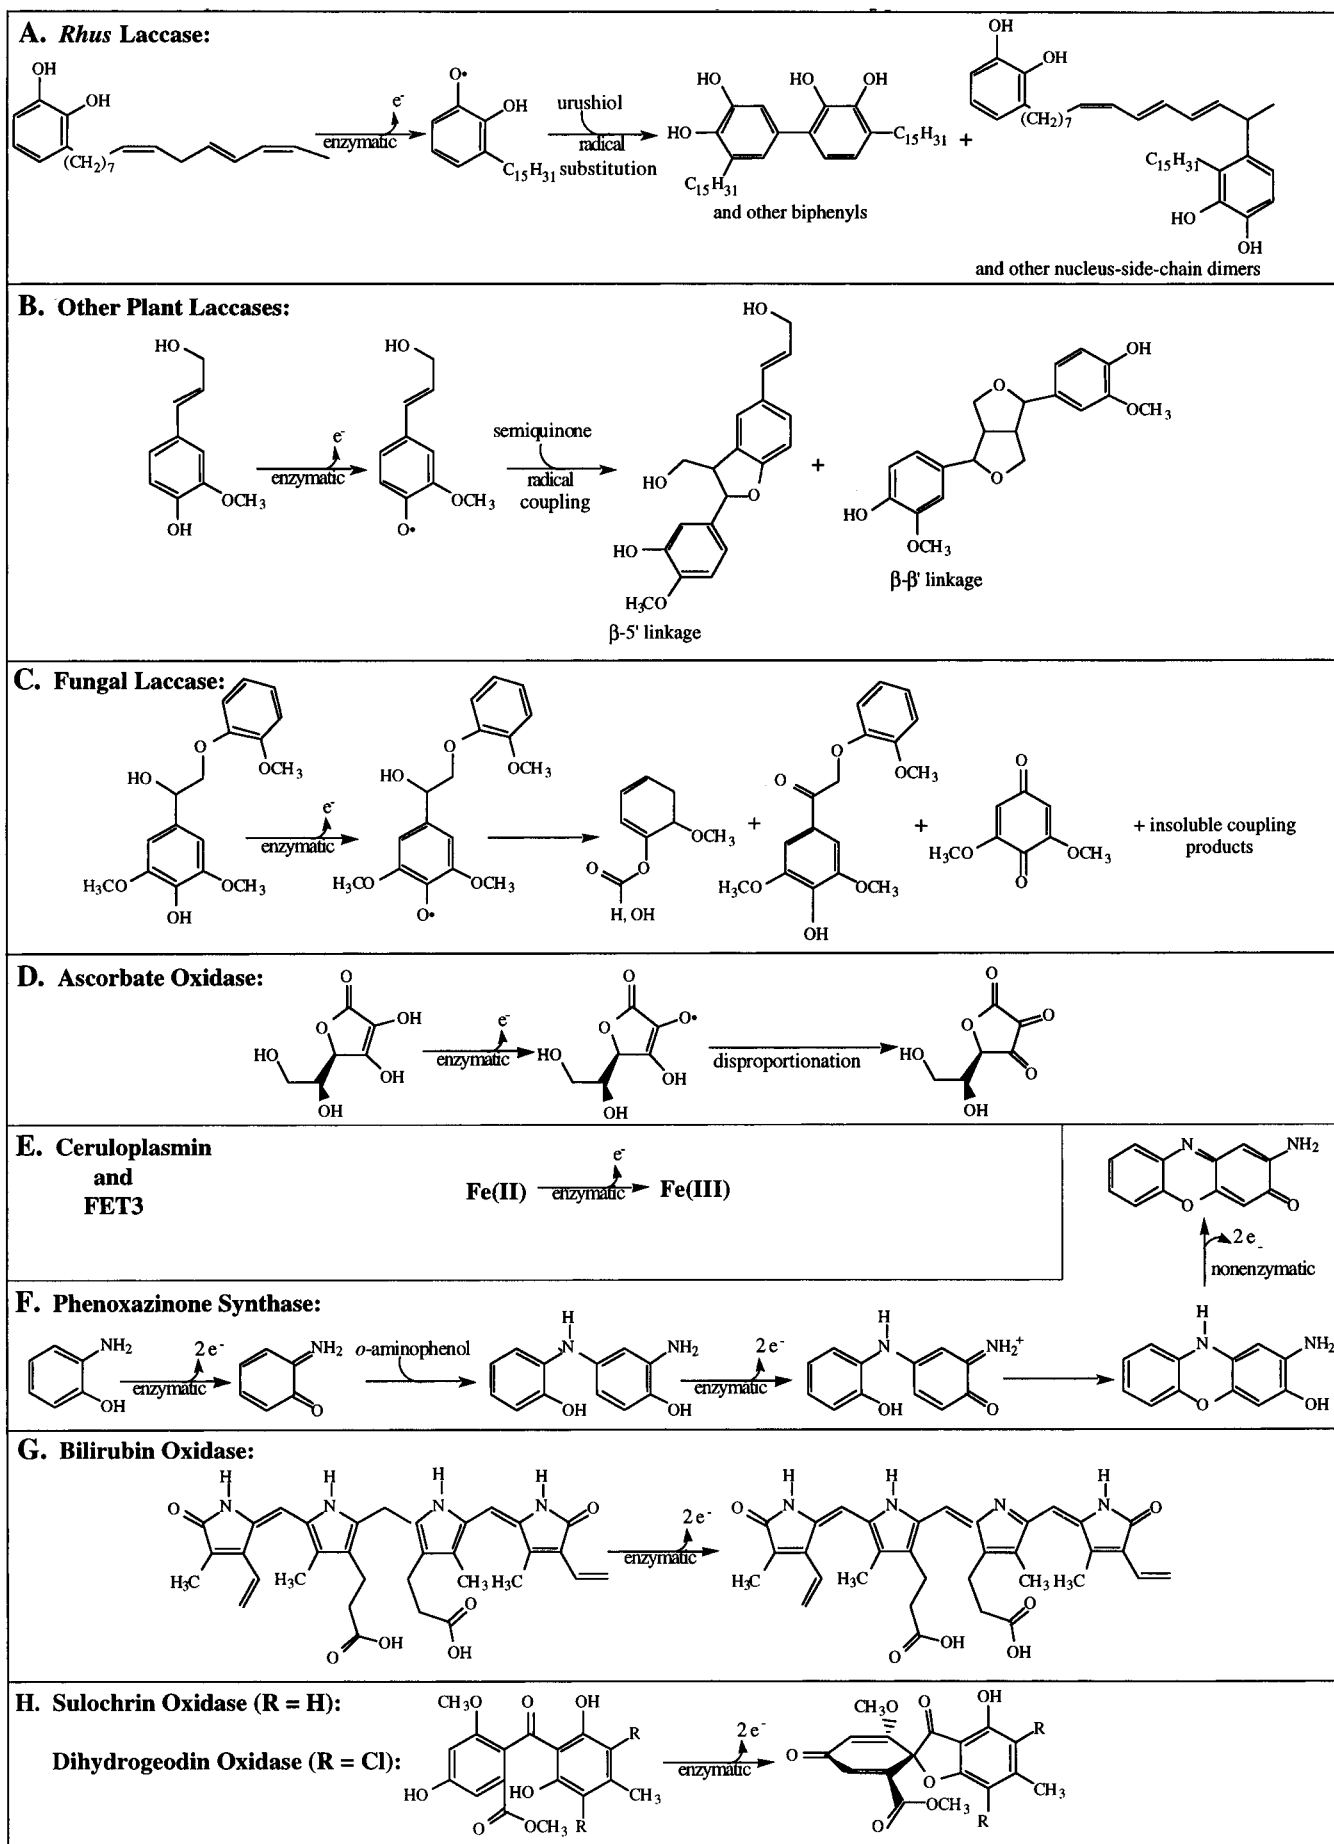 A. Rhus Laccase:
OH
OH
(CH2)7
e-
enzymatic
O•
OH
C15H31
urushiol
radical
substitution
HO
HO
C15H31
HO
OH
C15H31
and other biphenyls
+
OH
OH
(CH2)7
C15H31
HO
OH
and other nucleus-side-chain dimers
B. Other Plant Laccases:
HO
OCH3
OH
e-
enzymatic
HO
OCH3
O•
semiquinone
radical
coupling
HO
HO
O
HO
H3CO
β-5' linkage
+
OH
OCH3
O
O
HO
OCH3
β-β' linkage
C. Fungal Laccase:
O
OCH3
HO
H3CO
OCH3
OH
e-
enzymatic
O
OCH3
HO
H3CO
OCH3
O•
OCH3
O
O
H, OH
+
O
OCH3
O
H3CO
OCH3
OH
+
O
H3CO
OCH3
O
+ insoluble coupling
products
D. Ascorbate Oxidase:
O
O
OH
HO
OH
OH
e-
enzymatic
O
O
O•
HO
OH
OH
disproportionation
O
O
O
HO
O
OH
E. Ceruloplasmin
and
FET3
Fe(II)
e-
enzymatic
Fe(III)
N
NH2
O
O
2e-
nonenzymatic
F. Phenoxazinone Synthase:
NH2
OH
2e-
enzymatic
NH2
O
o-aminophenol
H
N
NH2
OH
OH
2e-
enzymatic
H
N
NH2+
OH
O
H
N
NH2
O
OH
G. Bilirubin Oxidase:
H
H
H
H
O
N
N
N
N
O
H3C
H3C
CH3
H3C
O
OH
O
OH
2e-
enzymatic
H
H
H
O
N
N
N
N
O
H3C
H3C
CH3
H3C
O
OH
O
OH
H. Sulochrin Oxidase (R = H):
Dihydrogeodin Oxidase (R = Cl):
CH3O
O
OH
R
HO
HO
CH3
R
O
OCH3
2e-
enzymatic
CH3O
O
OH
R
O
O
CH3
R
O
OCH3